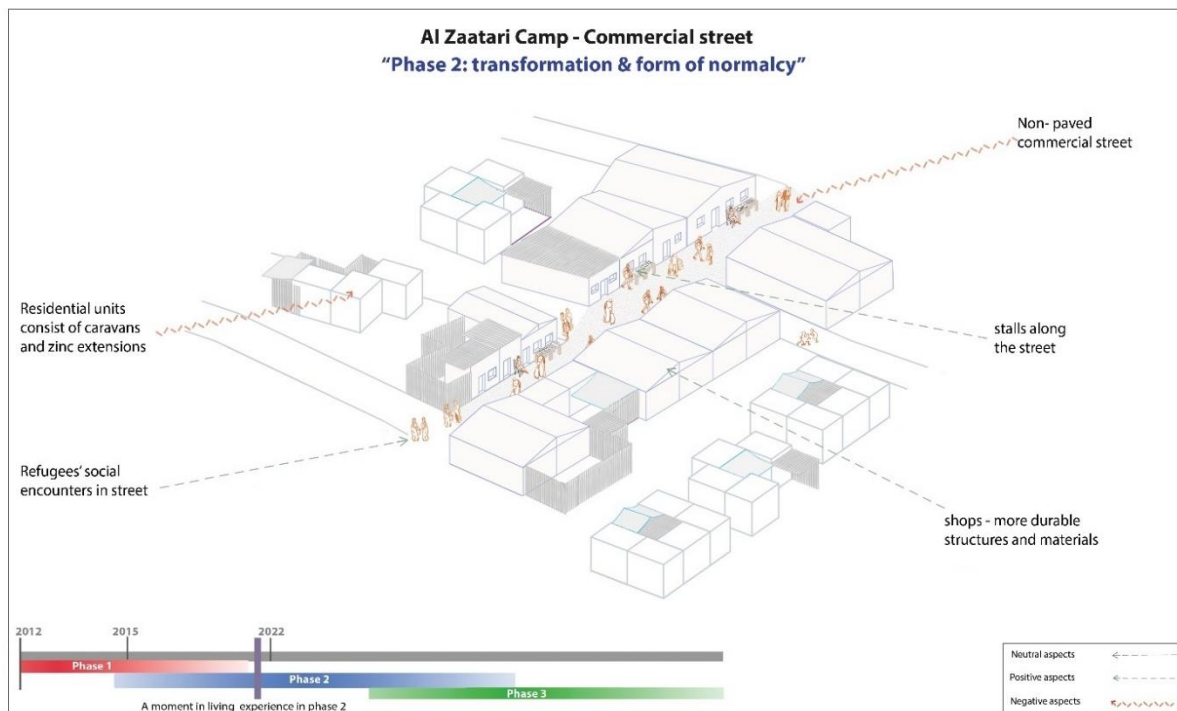 Al Zaatari Camp - Commercial street
“Phase 2: transformation & form of normalcy”
Non- paved
commercial street
Residential units
consist of caravans
and zinc extensions
stalls along
the street
Refugees’ social
encounters in street
shops - more durable
structures and materials
2012
2015
2022
Phase 1
Phase 2
Phase 3
A moment in living experience in phase 2
Neutral aspects
Positive aspects
Negative aspects